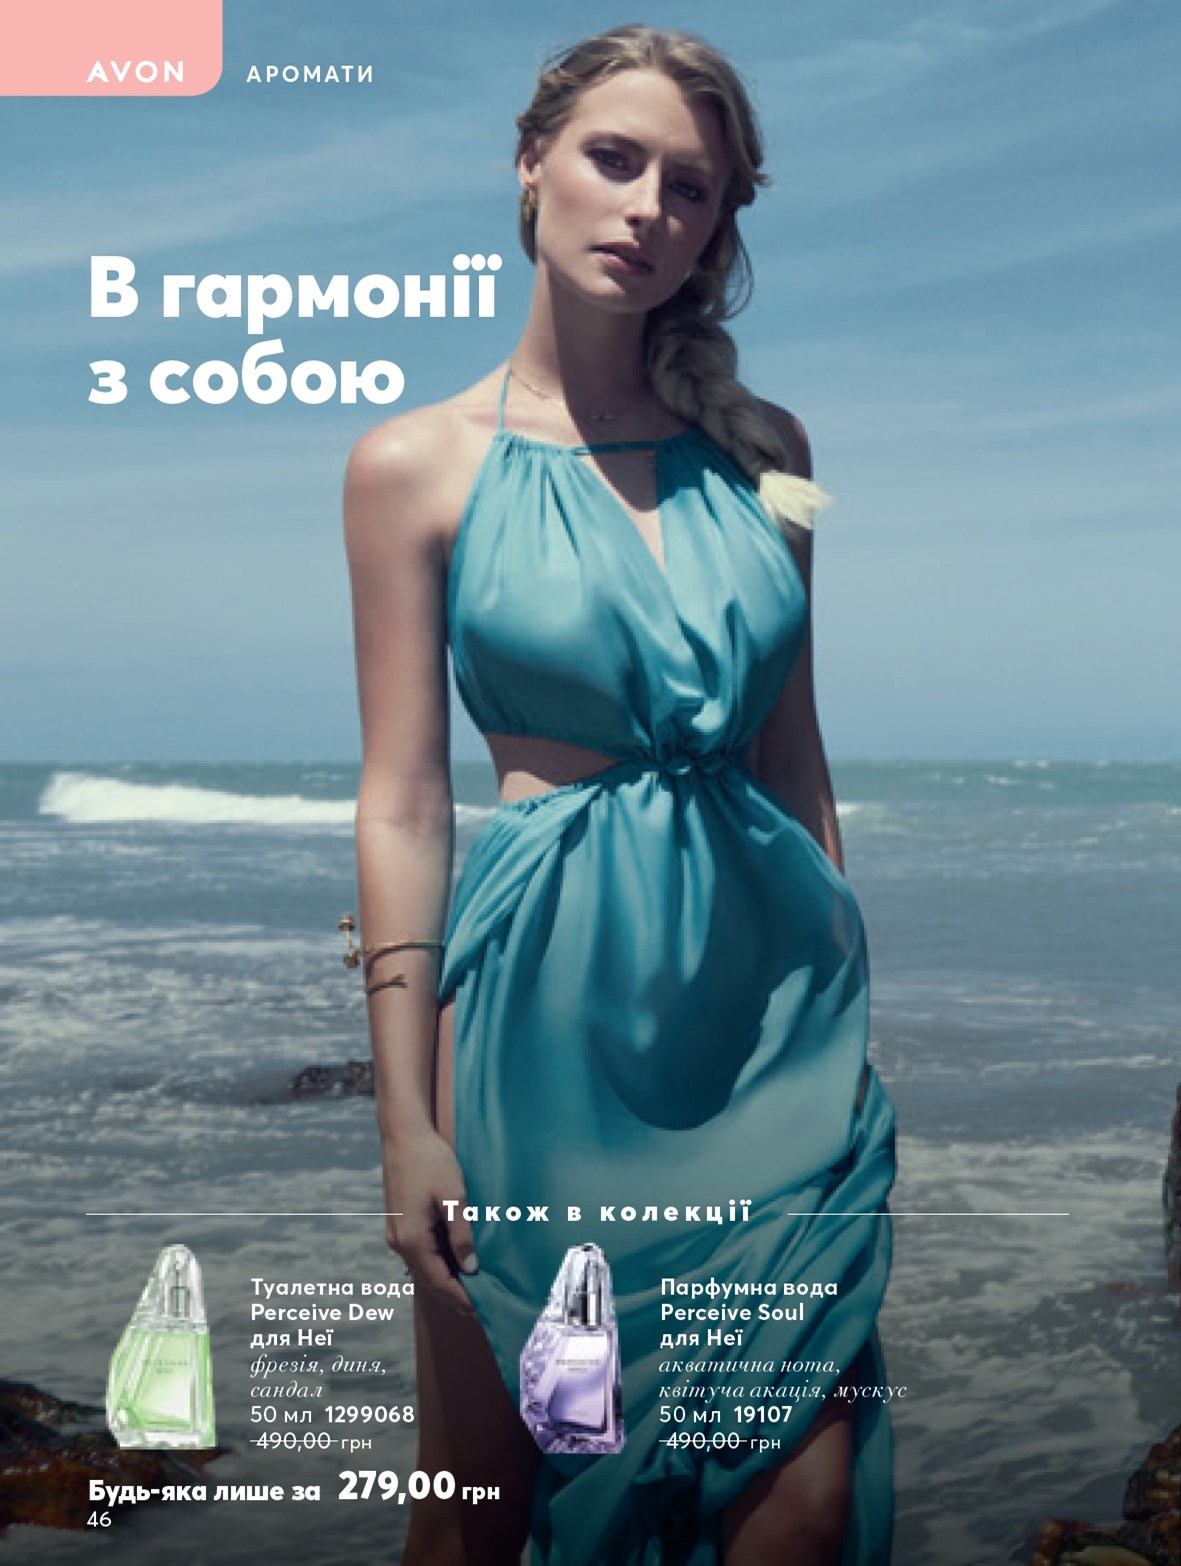 AVON
АРОМАТИ
В гармонії
з собою
Також в колекції
Туалетна вода
Perceive Dew
для Неї
фрезія, диня,
сандал
50 мл 1299068
490,00 грн
Парфумна вода
Perceive Soul
для Неї
акватична нота,
квітуча акація, мускус
50 мл 19107
490,00 грн
Будь-яка лише за 279,00 грн
46